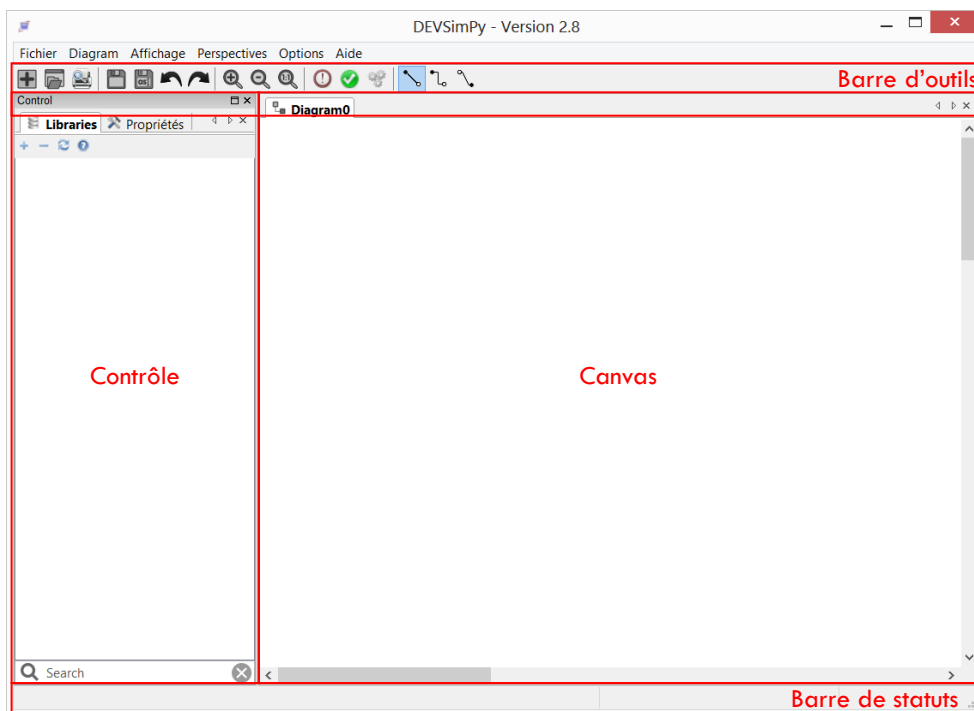 DEVSimPy - Version 2.8
Fichier Diagram Affichage Perspectives Options Aide
Barre d'outils
Control
Diagram0
Libraries Propriétés
Contrôle
Canvas
Search
Barre de statuts